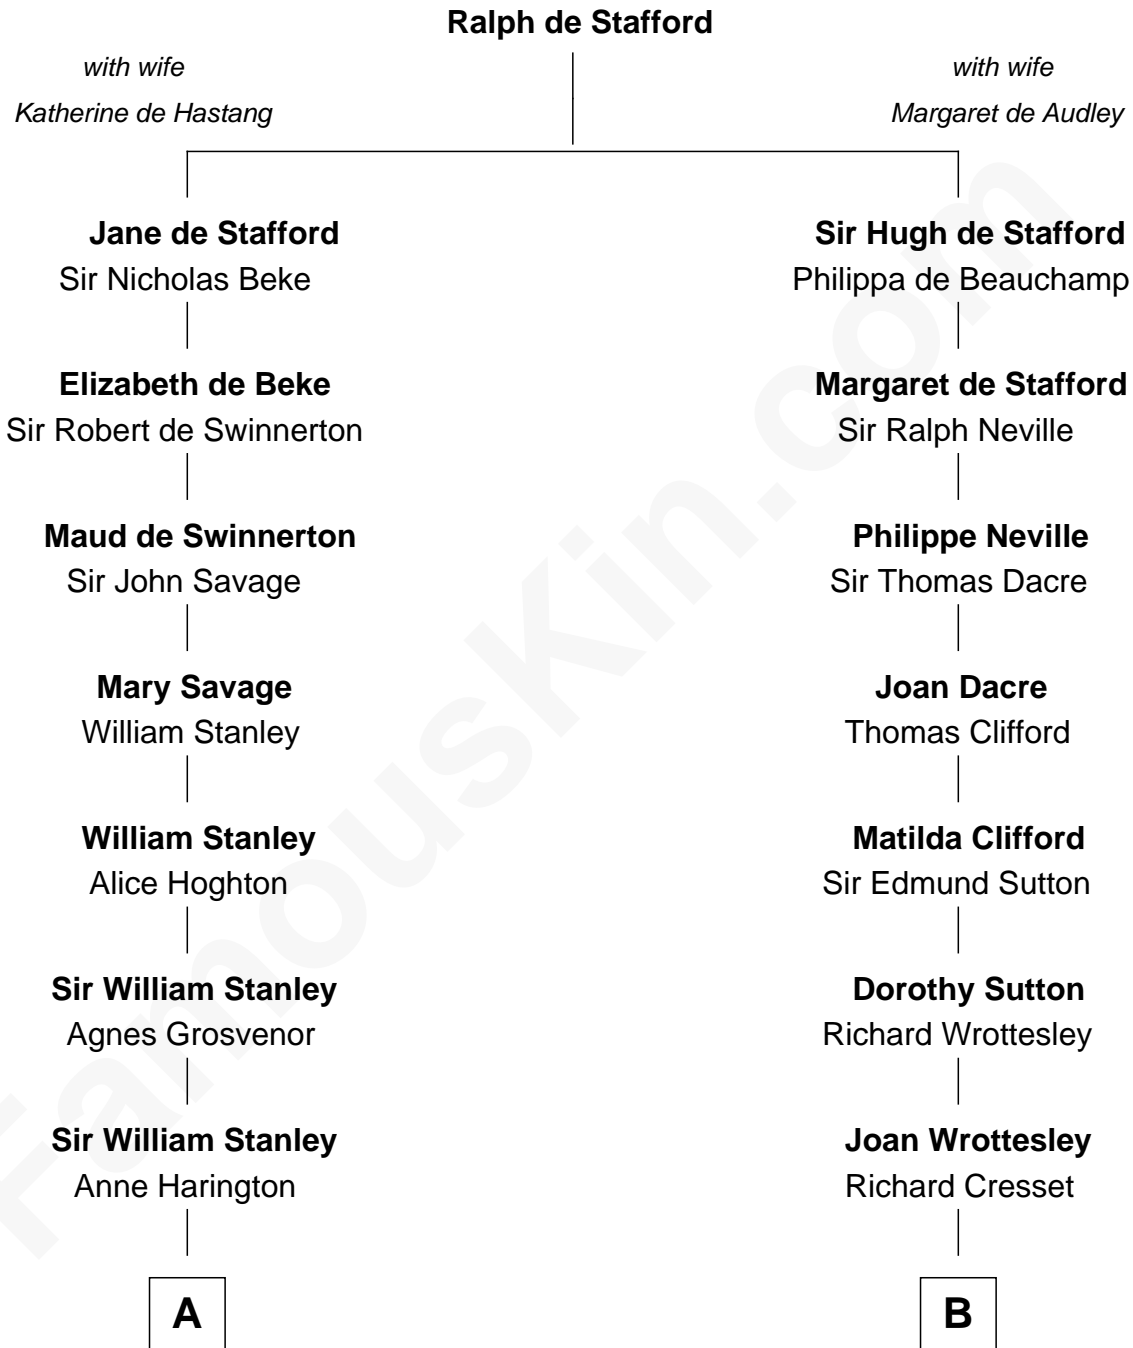 Ralph de Stafford
with wife
Katherine de Hastang
with wife
Margaret de Audley
Jane de Stafford
Sir Nicholas Beke
Sir Hugh de Stafford
Philippa de Beauchamp
Elizabeth de Beke
Sir Robert de Swinnerton
Margaret de Stafford
Sir Ralph Neville
Maud de Swinnerton
Sir John Savage
Philippe Neville
Sir Thomas Dacre
Mary Savage
William Stanley
Joan Dacre
Thomas Clifford
William Stanley
Alice Hoghton
Matilda Clifford
Sir Edmund Sutton
Sir William Stanley
Agnes Grosvenor
Dorothy Sutton
Richard Wrottesley
Sir William Stanley
Anne Harington
Joan Wrottesley
Richard Cresset
A
B
FamousKin.com